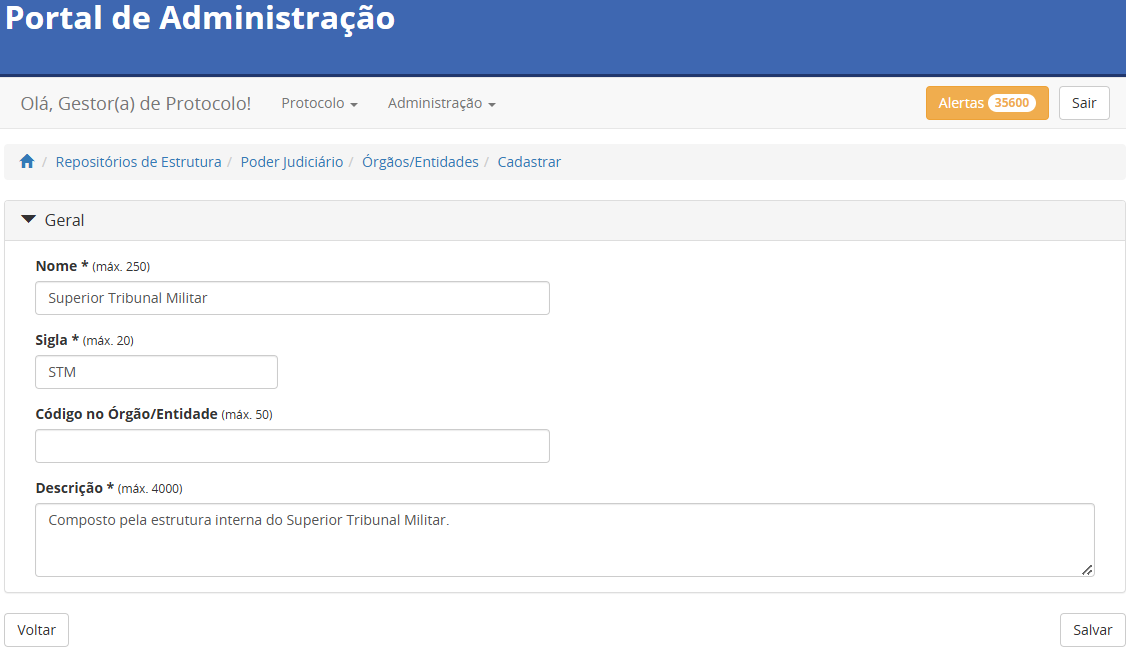 Portal de Administração
Olá, Gestor(a) de Protocolo! Protocolo Administração Alertas 35600 Sair
/ Repositórios de Estrutura / Poder Judiciário / Órgãos/Entidades / Cadastrar
Geral
Nome * (máx. 250)
Superior Tribunal Militar
Sigla * (máx. 20)
STM
Código no Órgão/Entidade (máx. 50)
Descrição * (máx. 4000)
Composto pela estrutura interna do Superior Tribunal Militar.
Voltar Salvar